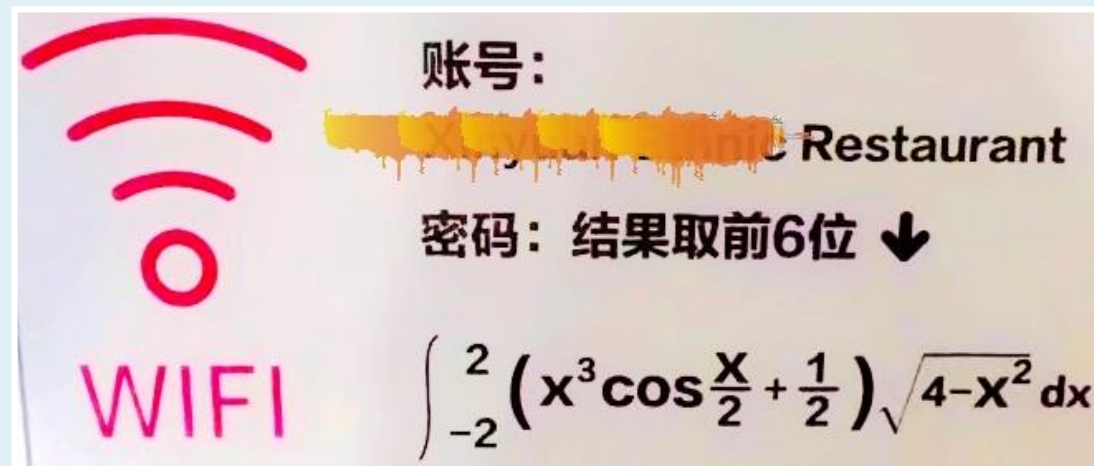 账号：
Restaurant
密码：结果取前6位 ↓
WIFI
∫_{-2}^{2} (x³cos x/2 + 1/2) √(4-x²) dx